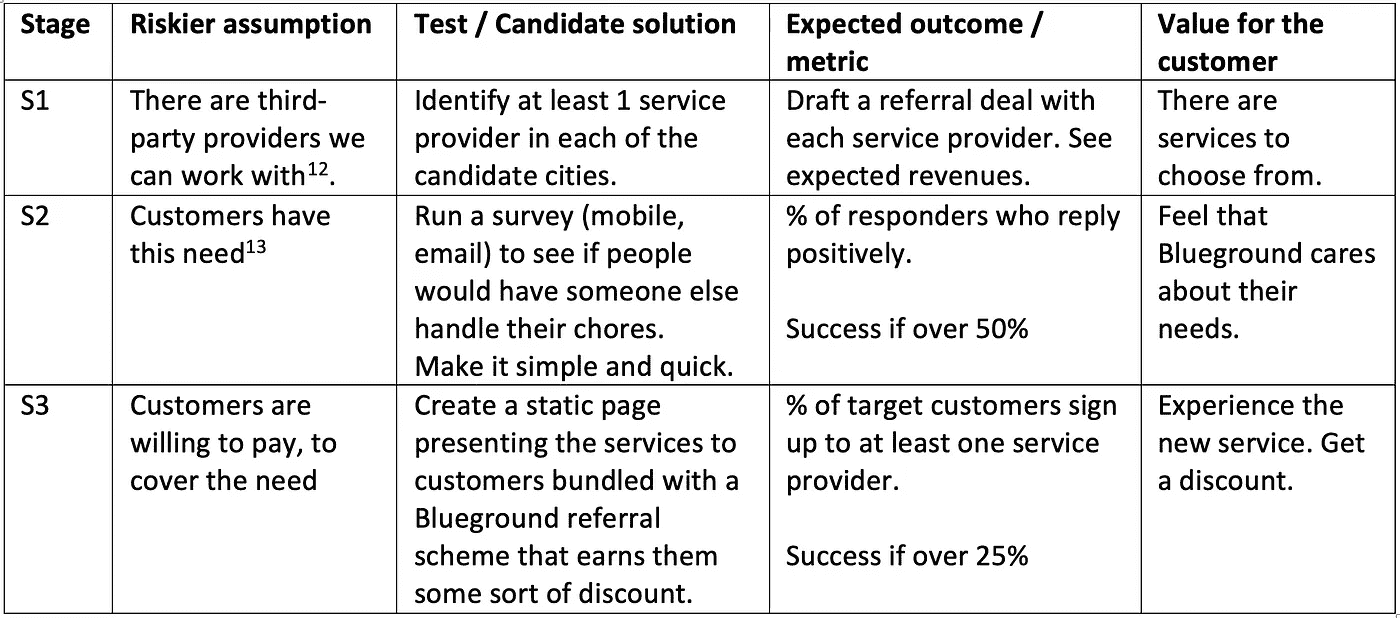 Stage
Riskier assumption
Test / Candidate solution
Expected outcome /
metric
Value for the
customer
S1
There are third-
party providers we
can work with¹².
Identify at least 1 service
provider in each of the
candidate cities.
Draft a referral deal with
each service provider. See
expected revenues.
There are
services to
choose from.
S2
Customers have
this need¹³
Run a survey (mobile,
email) to see if people
would have someone else
handle their chores.
Make it simple and quick.
% of responders who reply
positively.
Success if over 50%
Feel that
Blueground cares
about their
needs.
S3
Customers are
willing to pay, to
cover the need
Create a static page
presenting the services to
customers bundled with a
Blueground referral
scheme that earns them
some sort of discount.
% of target customers sign
up to at least one service
provider.
Success if over 25%
Experience the
new service. Get
a discount.